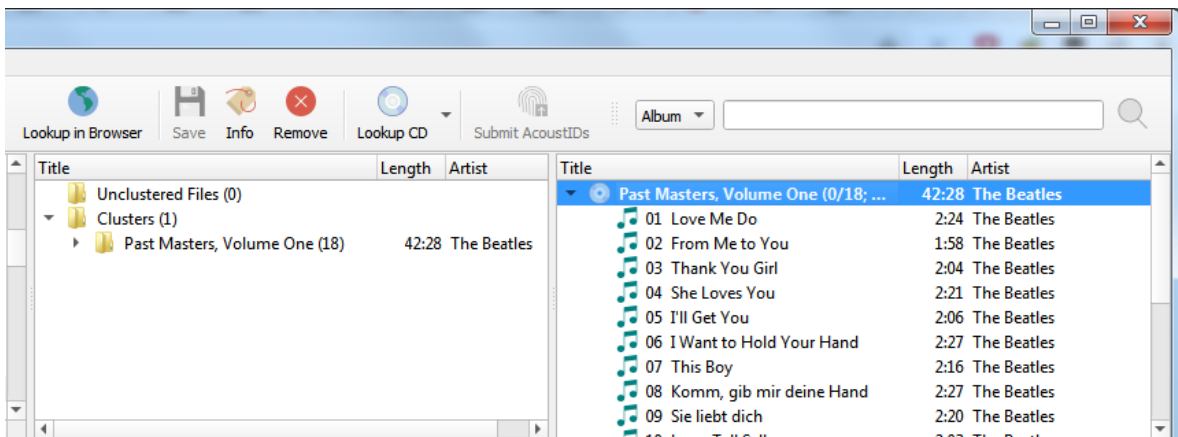 Lookup in Browser Save Info Remove Lookup CD Submit AcoustIDs Album
Title Length Artist
Unclustered Files (0)
Clusters (1)
Past Masters, Volume One (18) 42:28 The Beatles
Title Length Artist
Past Masters, Volume One (0/18; ... 42:28 The Beatles
01 Love Me Do 2:24 The Beatles
02 From Me to You 1:58 The Beatles
03 Thank You Girl 2:04 The Beatles
04 She Loves You 2:21 The Beatles
05 I'll Get You 2:06 The Beatles
06 I Want to Hold Your Hand 2:27 The Beatles
07 This Boy 2:16 The Beatles
08 Komm, gib mir deine Hand 2:27 The Beatles
09 Sie liebt dich 2:20 The Beatles